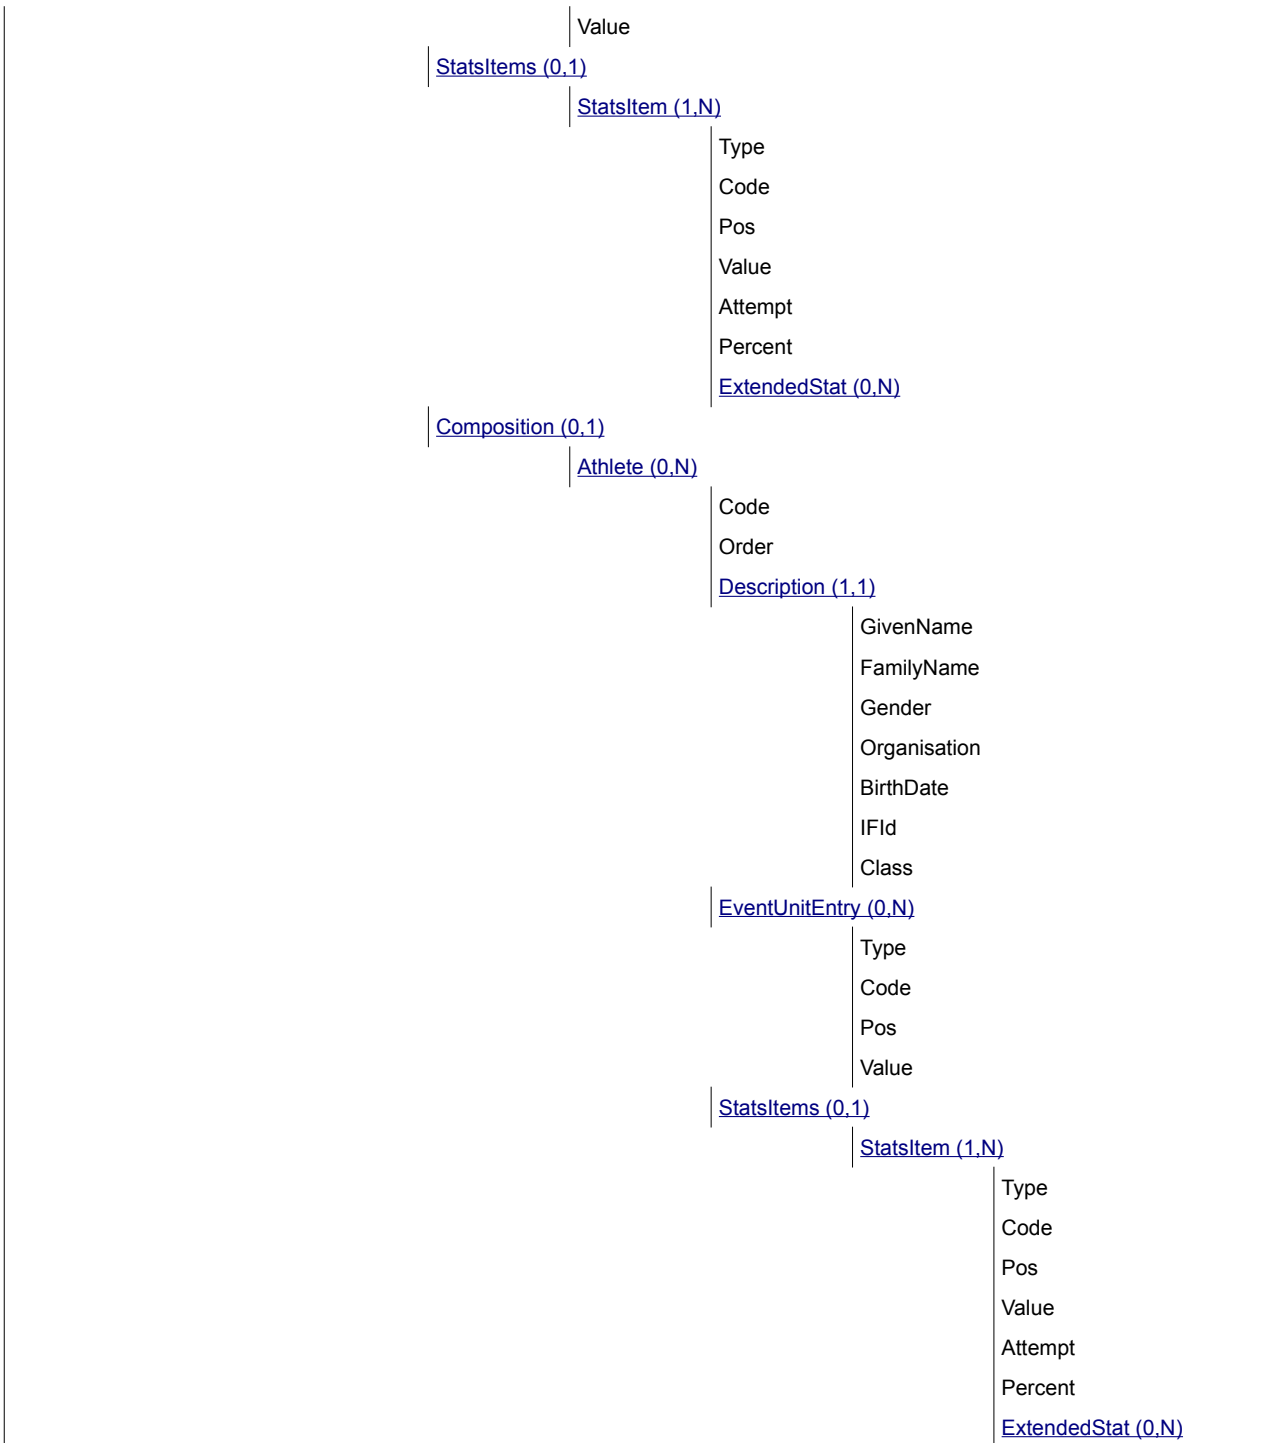 Value
StatsItems (0,1)
StatsItem (1,N)
Type
Code
Pos
Value
Attempt
Percent
ExtendedStat (0,N)
Composition (0,1)
Athlete (0,N)
Code
Order
Description (1,1)
GivenName
FamilyName
Gender
Organisation
BirthDate
IFId
Class
EventUnitEntry (0,N)
Type
Code
Pos
Value
StatsItems (0,1)
StatsItem (1,N)
Type
Code
Pos
Value
Attempt
Percent
ExtendedStat (0,N)